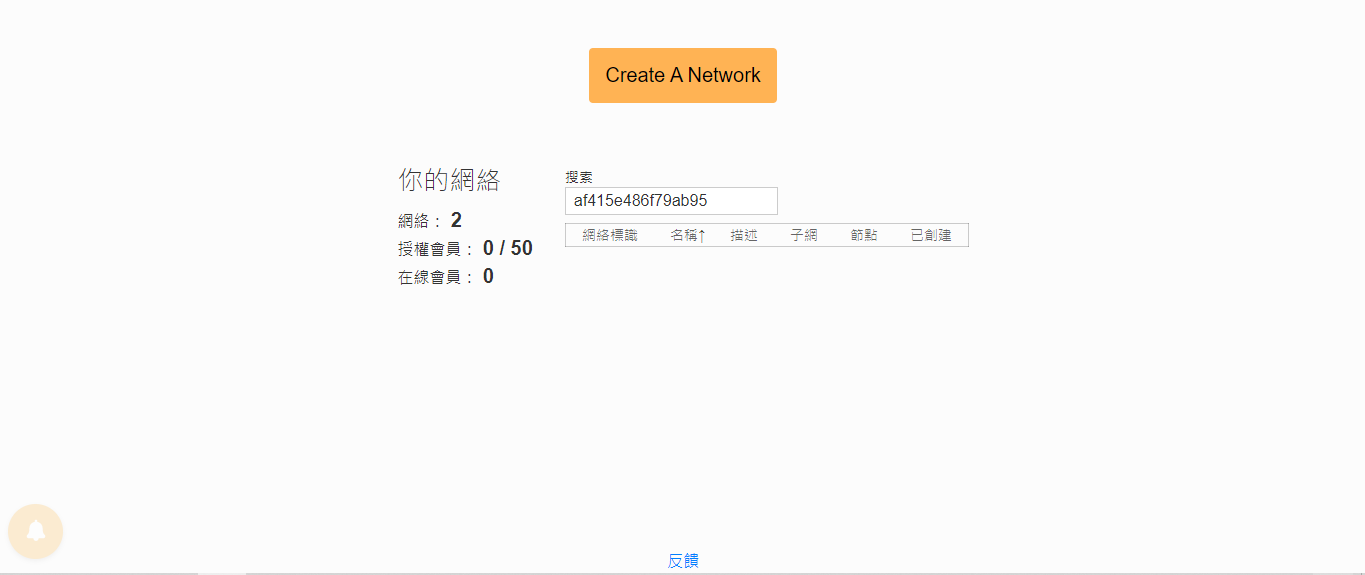 Create A Network
你的網絡
網絡： 2
授權會員： 0 / 50
在線會員： 0
搜索
af415e486f79ab95
網絡標識 名稱↑ 描述 子網 節點 已創建
反饋